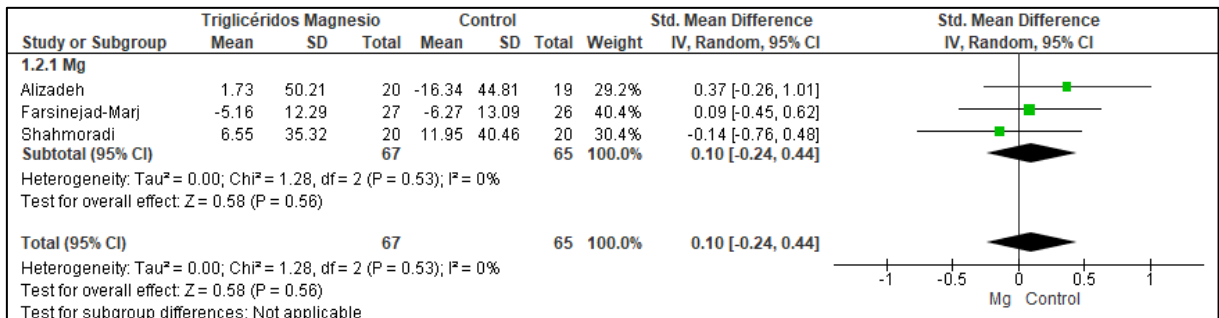 Triglicéridos Magnesio Control Std. Mean Difference Std. Mean Difference
Study or Subgroup Mean SD Total Mean SD Total Weight IV, Random, 95% CI IV, Random, 95% CI
1.2.1 Mg
Alizadeh 1.73 50.21 20 -16.34 44.81 19 29.2% 0.37 [-0.26, 1.01]
Farsinejad-Marj -5.16 12.29 27 -6.27 13.09 26 40.4% 0.09 [-0.45, 0.62]
Shahmoradi 6.55 35.32 20 11.95 40.46 20 30.4% -0.14 [-0.76, 0.48]
Subtotal (95% CI) 67 65 100.0% 0.10 [-0.24, 0.44]
Heterogeneity: Tau² = 0.00; Chi² = 1.28, df = 2 (P = 0.53); I² = 0%
Test for overall effect: Z = 0.58 (P = 0.56)
Total (95% CI) 67 65 100.0% 0.10 [-0.24, 0.44]
Heterogeneity: Tau² = 0.00; Chi² = 1.28, df = 2 (P = 0.53); I² = 0%
Test for overall effect: Z = 0.58 (P = 0.56)
Test for subgroup differences: Not applicable
-1 -0.5 0 0.5 1
Mg Control